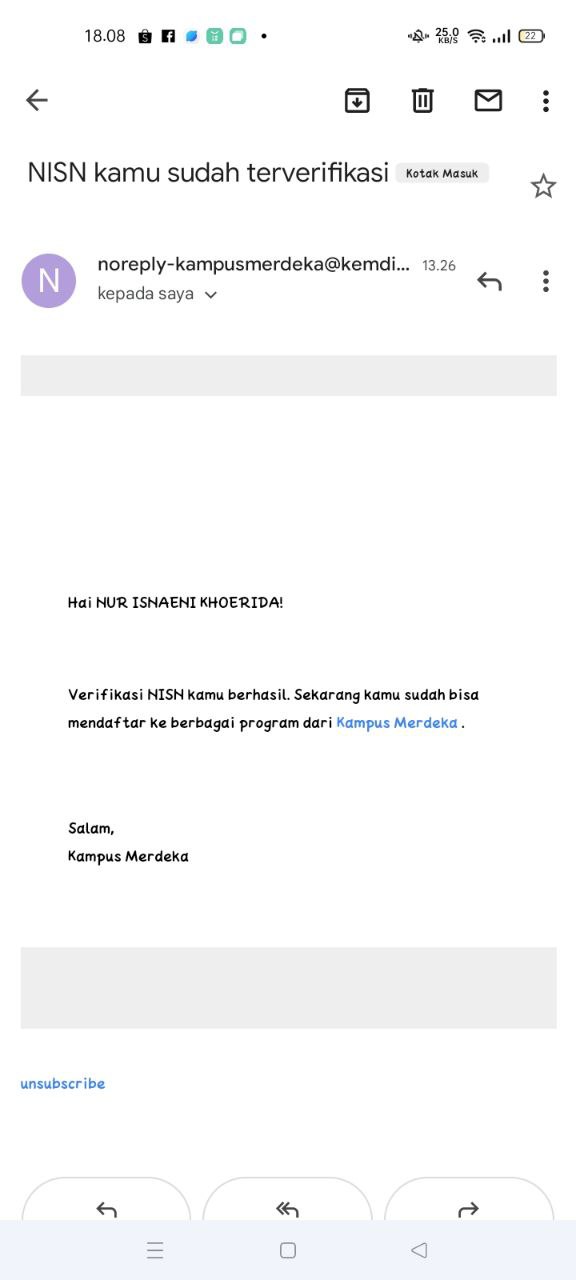 18.08 25.0 KB/S 22
NISN kamu sudah terverifikasi Kotak Masuk
N
noreply-kampusmerdeka@kemdi... 13.26
kepada saya
Hai NUR ISNAENI KHOERIDA!
Verifikasi NISN kamu berhasil. Sekarang kamu sudah bisa
mendaftar ke berbagai program dari Kampus Merdeka .
Salam,
Kampus Merdeka
unsubscribe